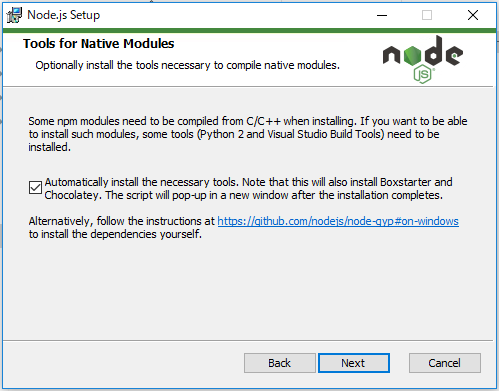 Node.js Setup
Tools for Native Modules
Optionally install the tools necessary to compile native modules.
node
JS
Some npm modules need to be compiled from C/C++ when installing. If you want to be able
to install such modules, some tools (Python 2 and Visual Studio Build Tools) need to be
installed.
Automatically install the necessary tools. Note that this will also install Boxstarter and
Chocolatey. The script will pop-up in a new window after the installation completes.
Alternatively, follow the instructions at https://github.com/nodejs/node-gyp#on-windows
to install the dependencies yourself.
Back Next Cancel